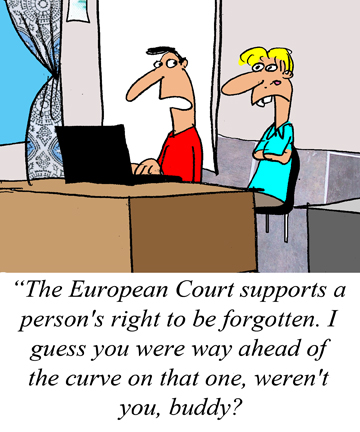 “The European Court supports a
person's right to be forgotten. I
guess you were way ahead of
the curve on that one, weren't
you, buddy?